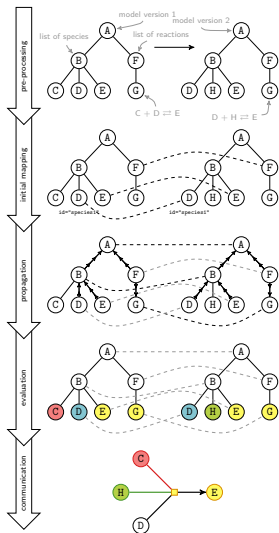 model version 1
model version 2
A
A
list of species
list of reactions
B
F
B
F
C
D
E
G
D
H
E
G
C + D ⇌ E
D + H ⇌ E
pre-processing
A
A
B
F
B
F
C
D
E
G
D
H
E
G
id="species1"
id="species1"
initial mapping
A
A
B
F
B
F
C
D
E
G
D
H
E
G
propagation
A
A
B
F
B
F
C
D
E
G
D
H
E
G
evaluation
C
H
E
D
communication